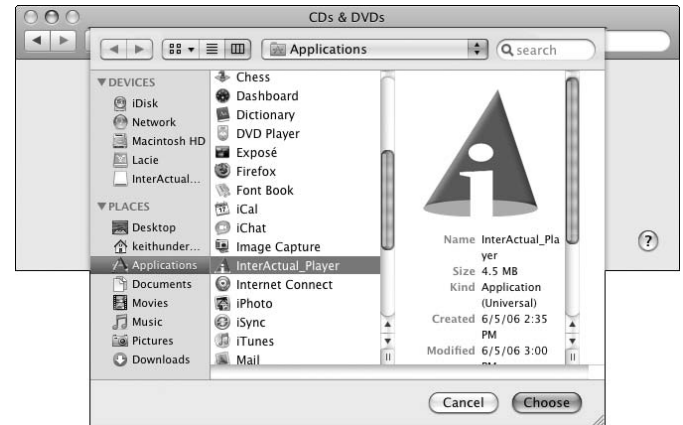 CDs & DVDs
Applications
search
DEVICES
iDisk
Network
Macintosh HD
Lacie
InterActual...
PLACES
Desktop
keithunder...
Applications
Documents
Movies
Music
Pictures
Downloads
Chess
Dashboard
Dictionary
DVD Player
Exposé
Firefox
Font Book
iCal
iChat
Image Capture
InterActual_Player
Internet Connect
iPhoto
iSync
iTunes
Mail
Name InterActual_Pla
yer
Size 4.5 MB
Kind Application
(Universal)
Created 6/5/06 2:35
PM
Modified 6/5/06 3:00
PM
?
Cancel
Choose